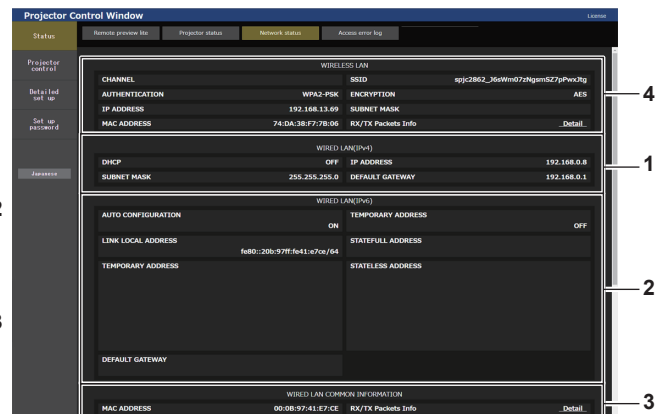 Projector Control Window License
Status Remote preview lite Projector status Network status Access error log
Projector control
Detailed set up
Set up password
Japanese
WIRELESS LAN
CHANNEL SSID spjc2862_J6sWm07zNgsmSZ7pPwxJtg
AUTHENTICATION WPA2-PSK ENCRYPTION AES
IP ADDRESS 192.168.13.69 SUBNET MASK
MAC ADDRESS 74:DA:38:F7:7B:06 RX/TX Packets Info Detail
4
WIRED LAN(IPv4)
DHCP OFF IP ADDRESS 192.168.0.8
SUBNET MASK 255.255.255.0 DEFAULT GATEWAY 192.168.0.1
1
WIRED LAN(IPv6)
AUTO CONFIGURATION ON TEMPORARY ADDRESS OFF
LINK LOCAL ADDRESS fe80::20b:97ff:fe41:e7ce/64 STATEFULL ADDRESS
TEMPORARY ADDRESS STATELESS ADDRESS
DEFAULT GATEWAY
2
WIRED LAN COMMON INFORMATION
MAC ADDRESS 00:0B:97:41:E7:CE RX/TX Packets Info Detail
3